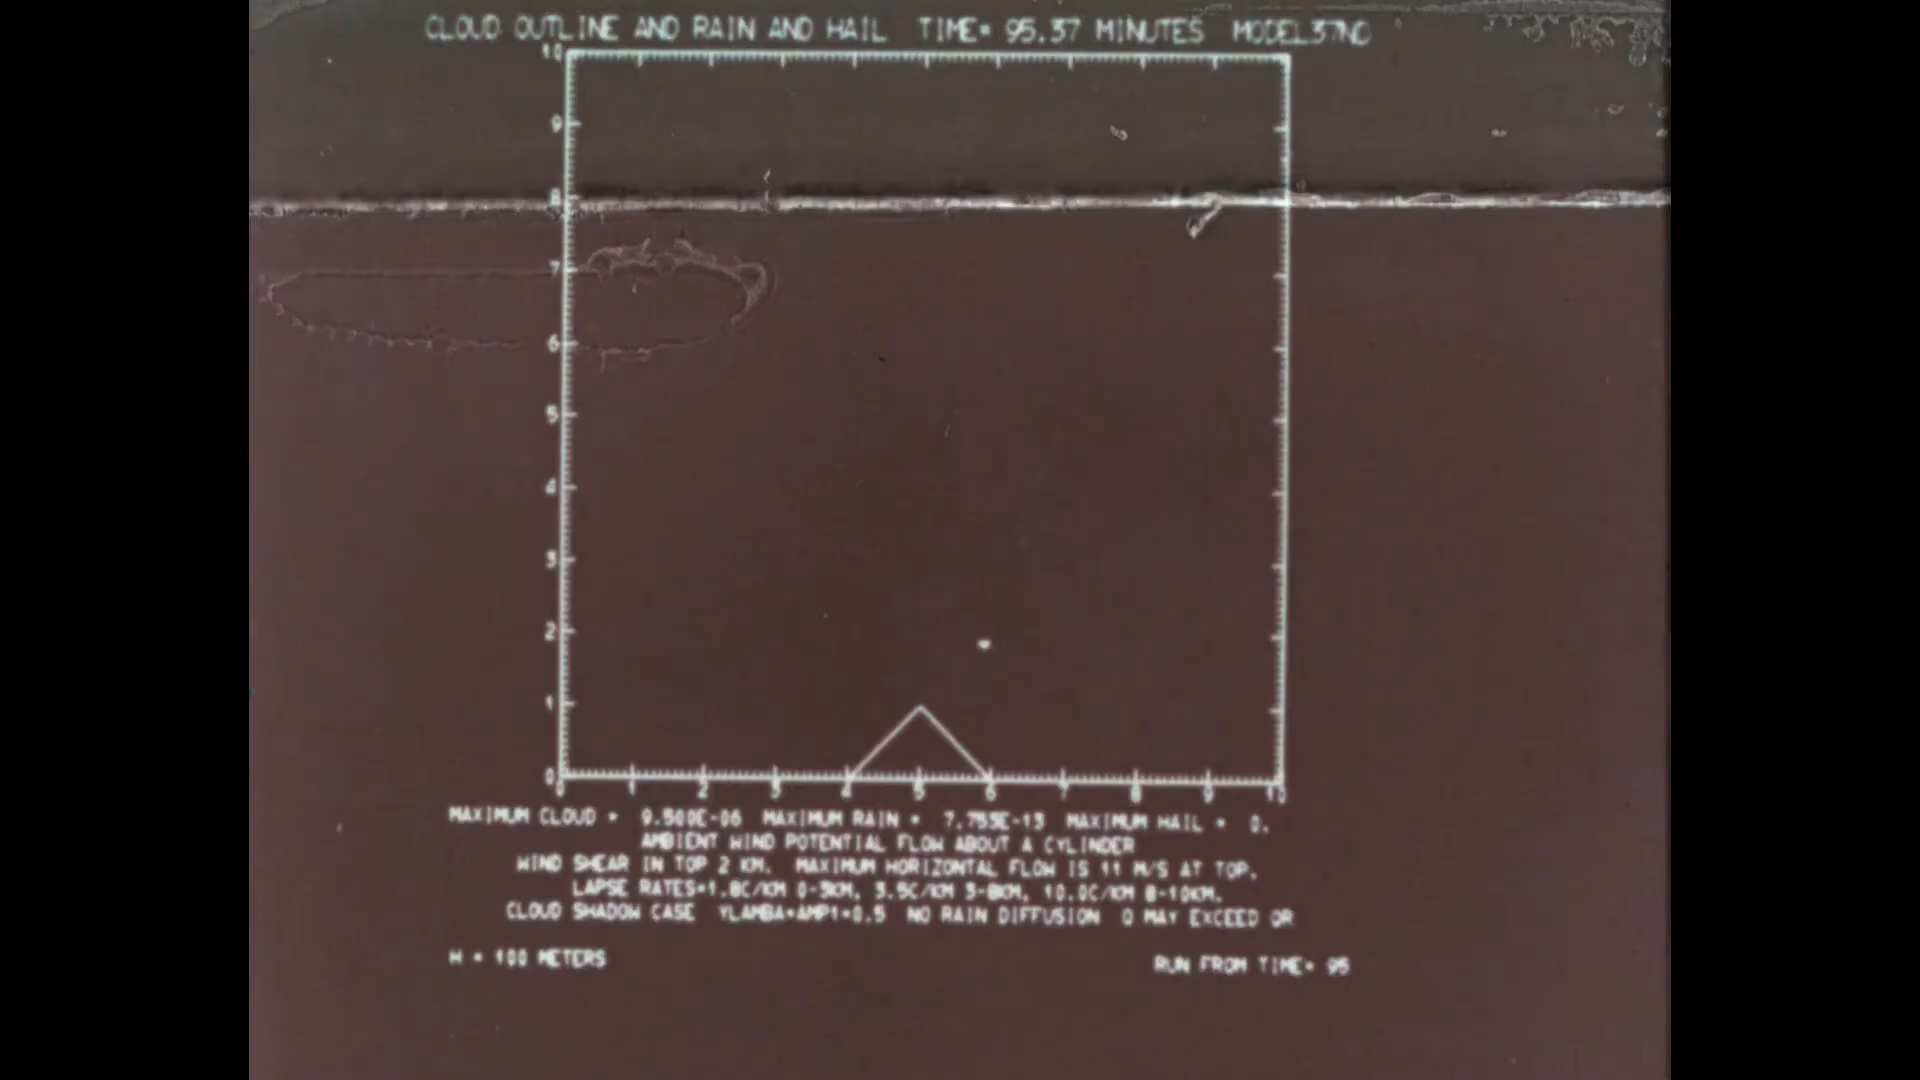 CLOUD OUTLINE AND RAIN AND HAIL TIME= 95.37 MINUTES MODEL37NO
10
9
8
7
6
5
4
3
2
1
0
0 1 2 3 4 5 6 7 8 9 10
MAXIMUM CLOUD = 9.500E-06 MAXIMUM RAIN = 7.755E-13 MAXIMUM HAIL = 0.
AMBIENT WIND POTENTIAL FLOW ABOUT A CYLINDER
WIND SHEAR IN TOP 2 KM. MAXIMUM HORIZONTAL FLOW IS 11 M/S AT TOP.
LAPSE RATES=1.8C/KM 0-3KM, 3.5C/KM 3-8KM, 10.0C/KM 8-10KM.
CLOUD SHADOW CASE YLAMBA=AMP1=0.5 NO RAIN DIFFUSION Q MAY EXCEED QR
H = 100 METERS
RUN FROM TIME= 95